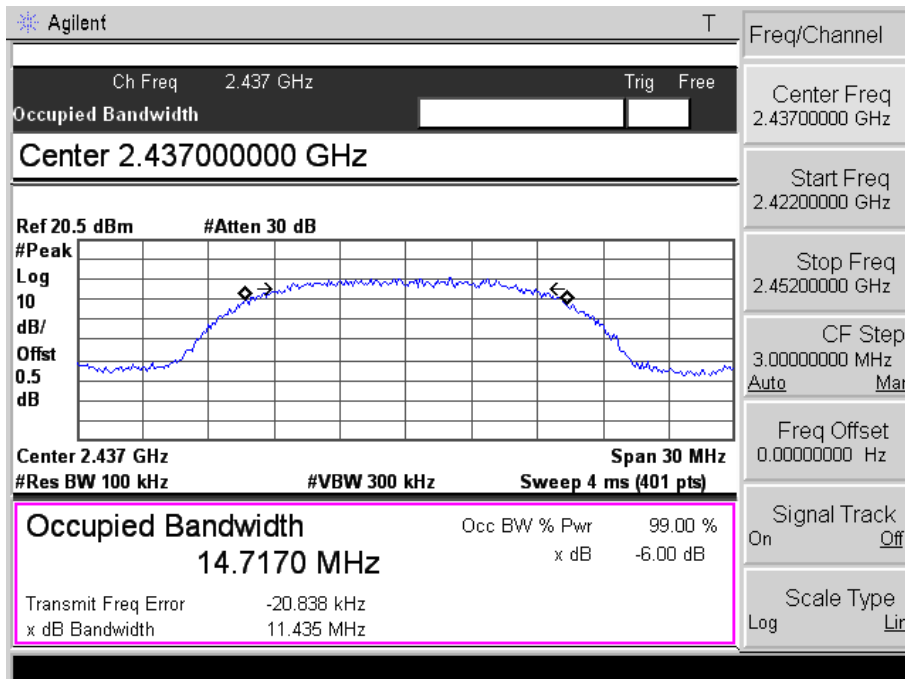 Agilent T
Ch Freq 2.437 GHz Trig Free
Occupied Bandwidth
Center 2.437000000 GHz
Ref 20.5 dBm #Atten 30 dB
#Peak
Log
10
dB/
Offst
0.5
dB
Center 2.437 GHz Span 30 MHz
#Res BW 100 kHz #VBW 300 kHz Sweep 4 ms (401 pts)
Occupied Bandwidth
14.7170 MHz
Occ BW % Pwr 99.00 %
x dB -6.00 dB
Transmit Freq Error -20.838 kHz
x dB Bandwidth 11.435 MHz
Freq/Channel
Center Freq
2.43700000 GHz
Start Freq
2.42200000 GHz
Stop Freq
2.45200000 GHz
CF Step
3.00000000 MHz
Auto Man
Freq Offset
0.00000000 Hz
Signal Track
On Off
Scale Type
Log Lin